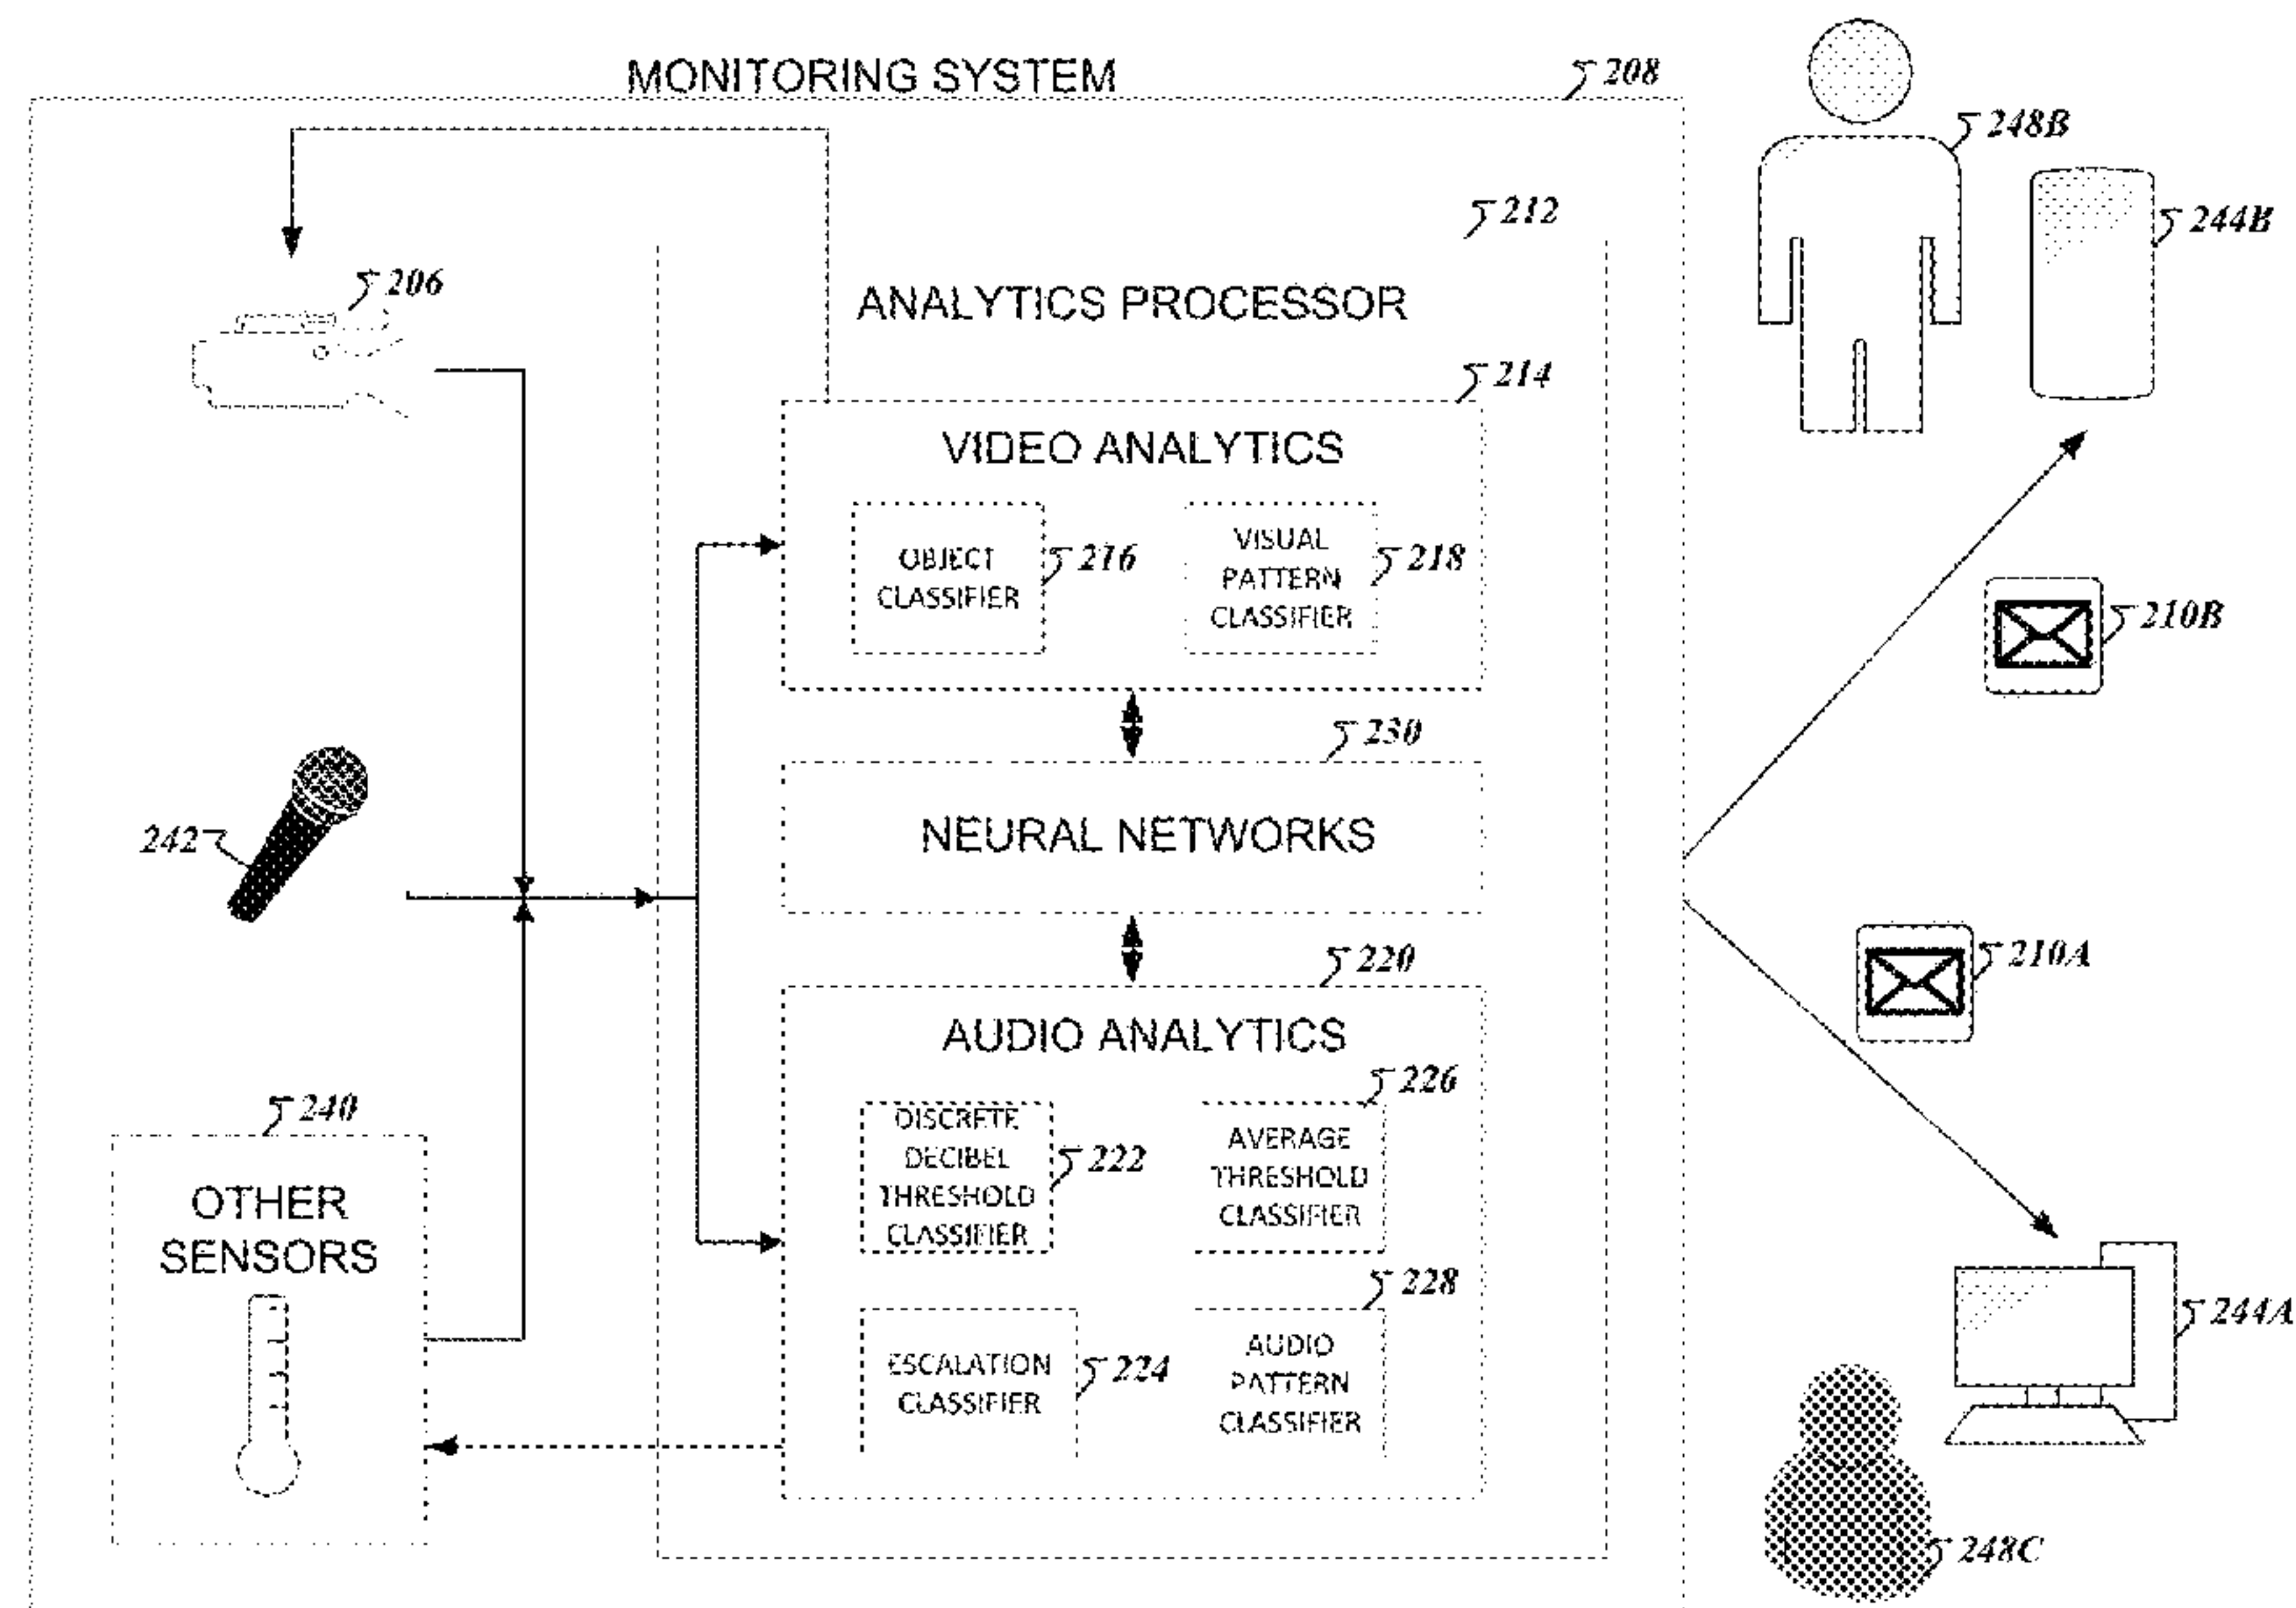 MONITORING SYSTEM
208
248B
244B
212
206
ANALYTICS PROCESSOR
214
VIDEO ANALYTICS
OBJECT
CLASSIFIER
216
VISUAL
PATTERN
CLASSIFIER
218
210B
230
NEURAL NETWORKS
242
220
210A
AUDIO ANALYTICS
226
DISCRETE
DECIBEL
THRESHOLD
CLASSIFIER
222
AVERAGE
THRESHOLD
CLASSIFIER
240
OTHER
SENSORS
228
ESCALATION
CLASSIFIER
224
AUDIO
PATTERN
CLASSIFIER
244A
248C